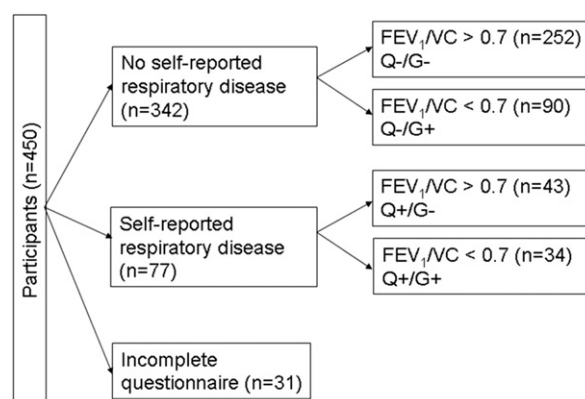 Participants (n=450)
No self-reported
respiratory disease
(n=342)
FEV₁/VC > 0.7 (n=252)
Q-/G-
FEV₁/VC < 0.7 (n=90)
Q-/G+
Self-reported
respiratory disease
(n=77)
FEV₁/VC > 0.7 (n=43)
Q+/G-
FEV₁/VC < 0.7 (n=34)
Q+/G+
Incomplete
questionnaire (n=31)